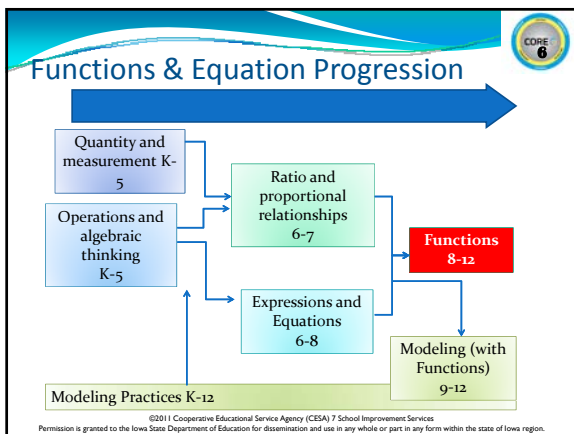 Functions & Equation Progression
CORE
6
Quantity and
measurement K-
5
Operations and
algebraic
thinking
K-5
Ratio and
proportional
relationships
6-7
Expressions and
Equations
6-8
Functions
8-12
Modeling (with
Functions)
9-12
Modeling Practices K-12
©2011 Cooperative Educational Service Agency (CESA) 7 School Improvement Services
Permission is granted to the Iowa State Department of Education for dissemination and use in any whole or part in any form within the state of Iowa region.